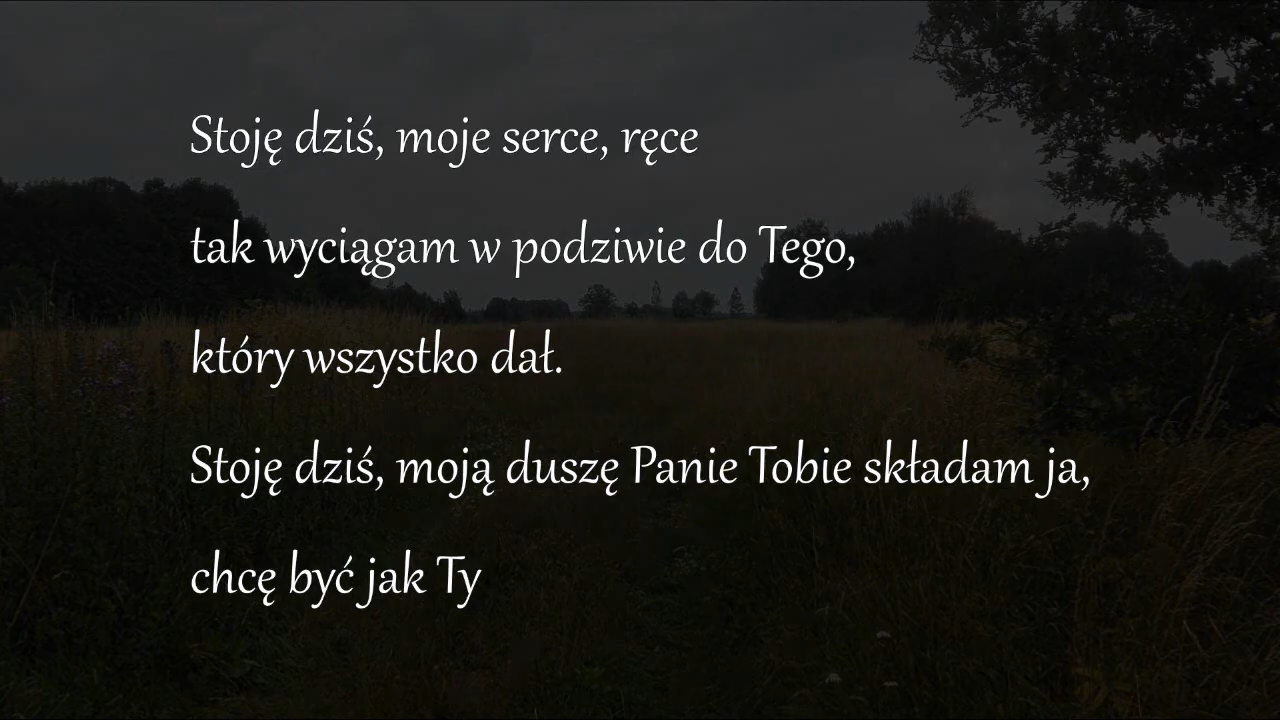 Stoję dziś, moje serce, ręce
tak wyciągam w podziwie do Tego,
który wszystko dał.
Stoję dziś, moją duszę Panie Tobie składam ja,
chcę być jak Ty